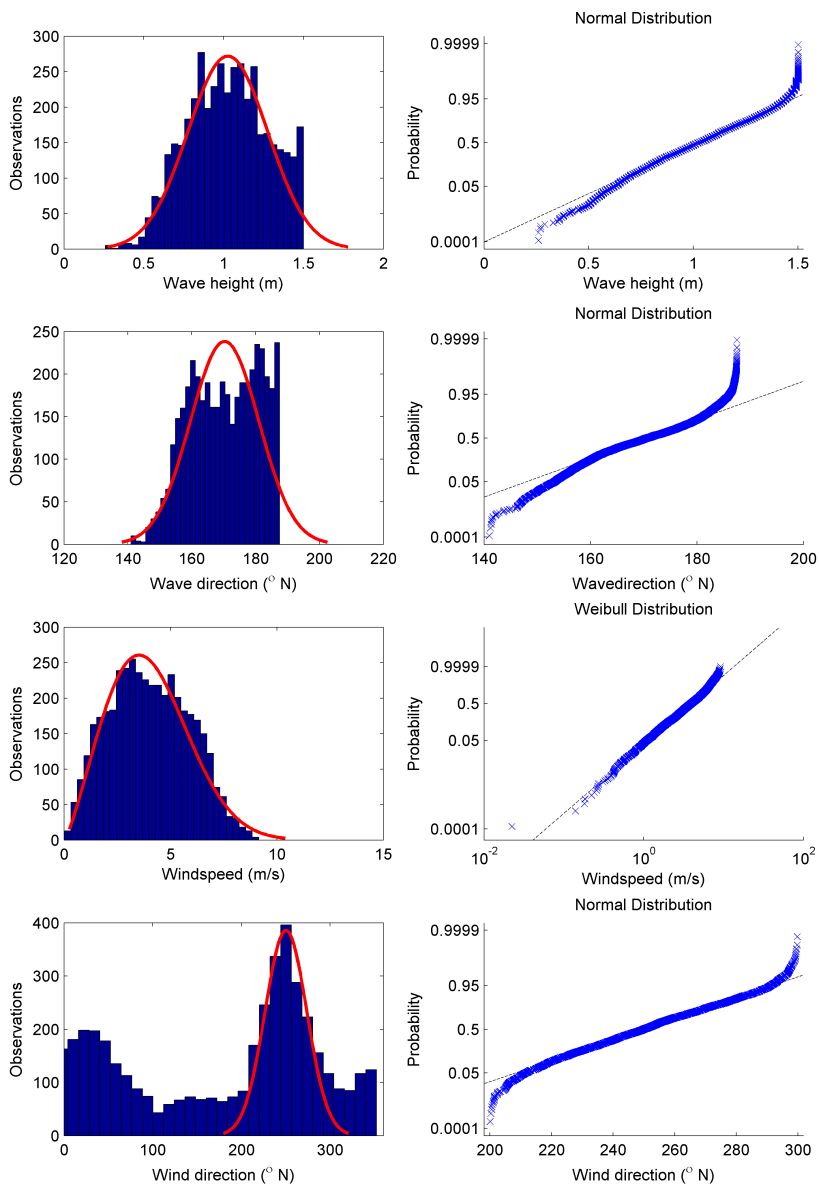 Normal Distribution
300
250
200
150
100
50
0
Observations
0 0.5 1 1.5 2
Wave height (m)
0.9999
0.95
0.5
0.05
0.0001
Probability
0 0.5 1 1.5
Wave height (m)
Normal Distribution
250
200
150
100
50
0
Observations
120 140 160 180 200 220
Wave direction (° N)
0.9999
0.95
0.5
0.05
0.0001
Probability
140 160 180 200
Wavedirection (° N)
Weibull Distribution
300
250
200
150
100
50
0
Observations
0 5 10 15
Windspeed (m/s)
0.9999
0.5
0.05
0.0001
Probability
10⁻² 10⁰ 10²
Windspeed (m/s)
Normal Distribution
400
300
200
100
0
Observations
0 100 200 300
Wind direction (° N)
0.9999
0.95
0.5
0.05
0.0001
Probability
200 220 240 260 280 300
Wind direction (° N)